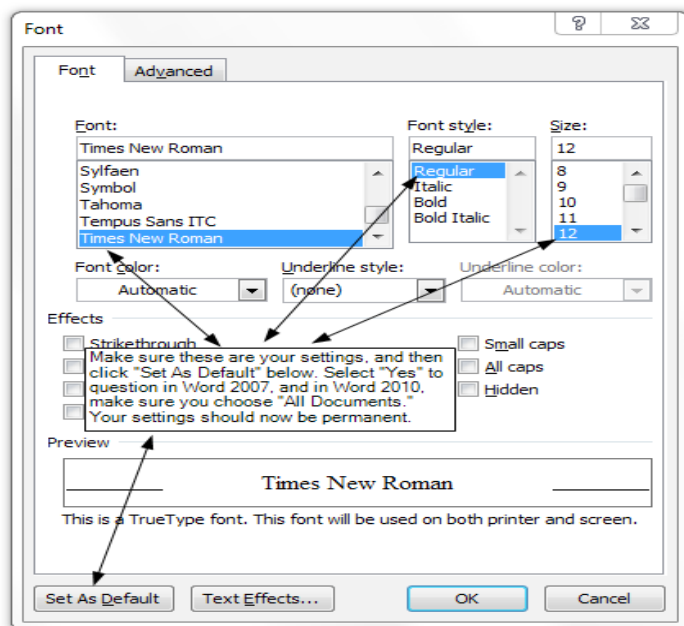 Font
Font Advanced
Font: Font style: Size:
Times New Roman Regular 12
Sylfaen Regular 8
Symbol Italic 9
Tahoma Bold 10
Tempus Sans ITC Bold Italic 11
Times New Roman 12
Font color: Underline style: Underline color:
Automatic (none) Automatic
Effects
Strikethrough Small caps
All caps
Hidden
Make sure these are your settings, and then
click "Set As Default" below. Select "Yes" to
question in Word 2007, and in Word 2010,
make sure you choose "All Documents."
Your settings should now be permanent.
Preview
Times New Roman
This is a TrueType font. This font will be used on both printer and screen.
Set As Default Text Effects... OK Cancel